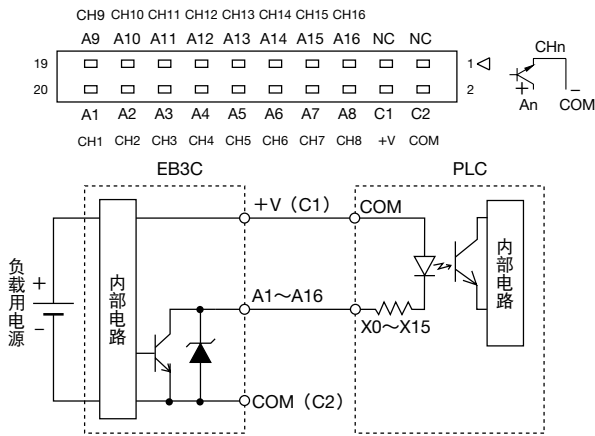 CH9 CH10 CH11 CH12 CH13 CH14 CH15 CH16
A9 A10 A11 A12 A13 A14 A15 A16 NC NC
19 1
20 2
A1 A2 A3 A4 A5 A6 A7 A8 C1 C2
CH1 CH2 CH3 CH4 CH5 CH6 CH7 CH8 +V COM
CHn
+ −
An COM
EB3C PLC
+V（C1） COM
负载用电源
+
−
内部电路
A1～A16
X0～X15
内部电路
COM（C2）